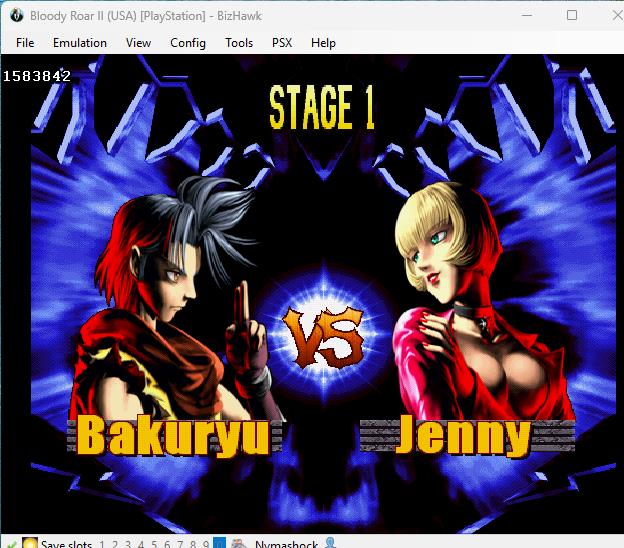 Bloody Roar II (USA) [PlayStation] - BizHawk
File Emulation View Config Tools PSX Help
1583842
STAGE 1
VS
Bakuryu Jenny
Save slots 1 2 3 4 5 6 7 8 9 0 Nymashock